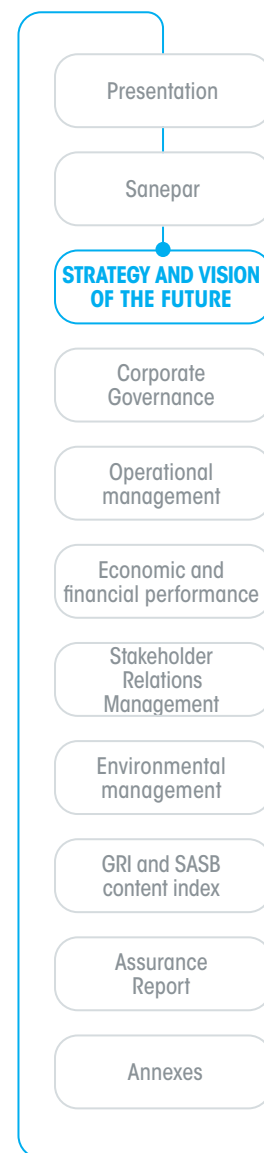 Presentation
Sanepar
STRATEGY AND VISION
OF THE FUTURE
Corporate
Governance
Operational
management
Economic and
financial performance
Stakeholder
Relations
Management
Environmental
management
GRI and SASB
content index
Assurance
Report
Annexes